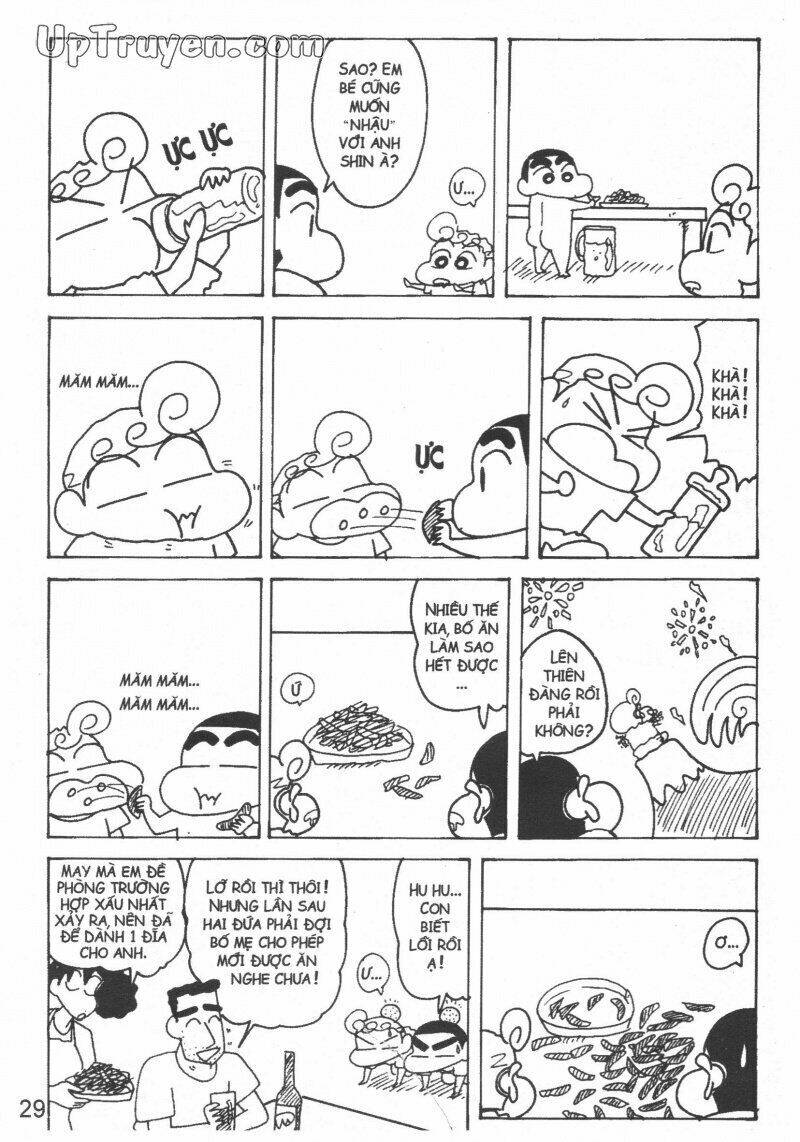 UpTruyen.com
ỰC ỰC
SAO? EM
BÉ CŨNG
MUỐN
"NHẬU"
VỚI ANH
SHIN À?
Ư...
MĂM MĂM...
ỰC
KHÀ!
KHÀ!
KHÀ!
MĂM MĂM...
MĂM MĂM...
Ứ
NHIỀU THẾ
KIA, BỐ ĂN
LÀM SAO
HẾT ĐƯỢC
...
LÊN
THIÊN
ĐÀNG RỒI
PHẢI
KHÔNG?
MAY MÀ EM ĐỀ
PHÒNG TRƯỜNG
HỢP XẤU NHẤT
XẢY RA, NÊN ĐÃ
ĐỂ DÀNH 1 ĐĨA
CHO ANH.
LỠ RỒI THÌ THÔI!
NHƯNG LẦN SAU
HAI ĐỨA PHẢI ĐỢI
BỐ MẸ CHO PHÉP
MỚI ĐƯỢC ĂN
NGHE CHƯA!
Ư...
HU HU...
CON
BIẾT
LỖI RỒI
Ạ!
Ơ...
29